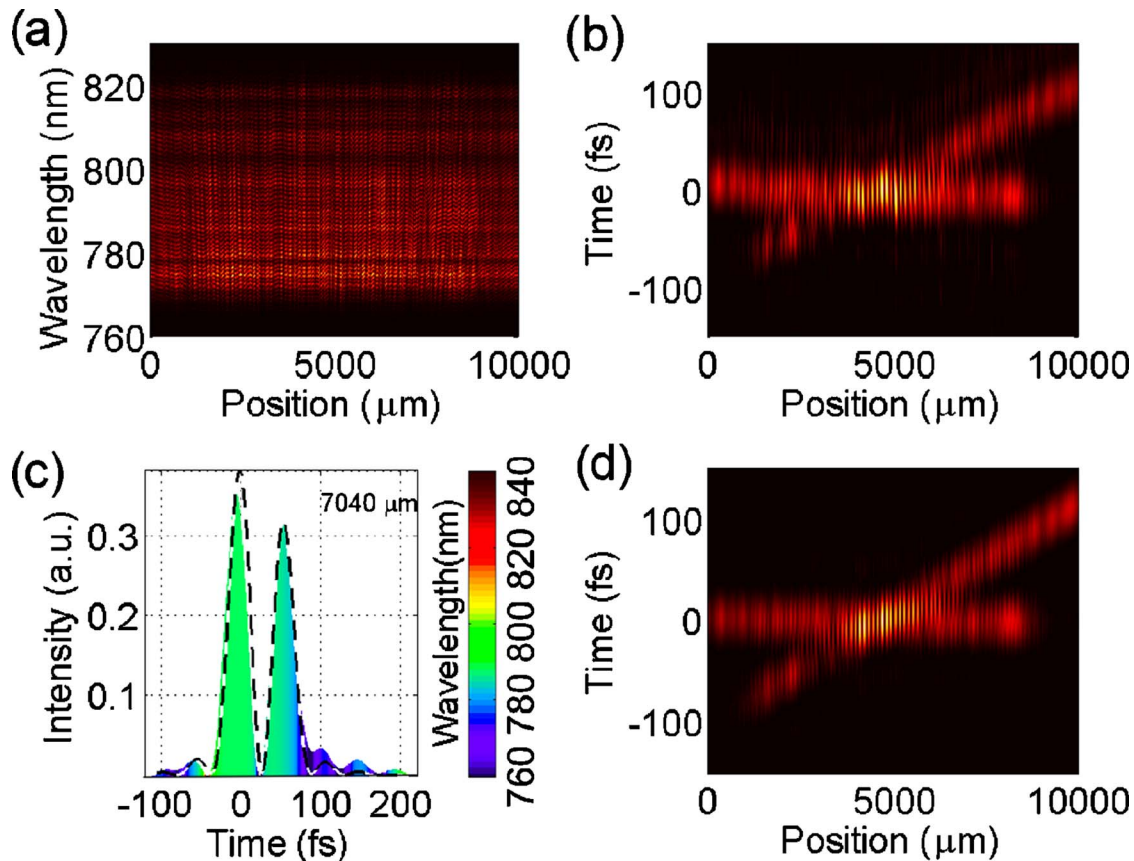 (a)
Wavelength (nm)
820
800
780
760
0 5000 10000
Position (μm)
(b)
Time (fs)
100
0
-100
0 5000 10000
Position (μm)
(c)
Intensity (a.u.)
0.3
0.2
0.1
7040 μm
-100 0 100 200
Time (fs)
Wavelength(nm)
760 780 800 820 840
(d)
Time (fs)
100
0
-100
0 5000 10000
Position (μm)